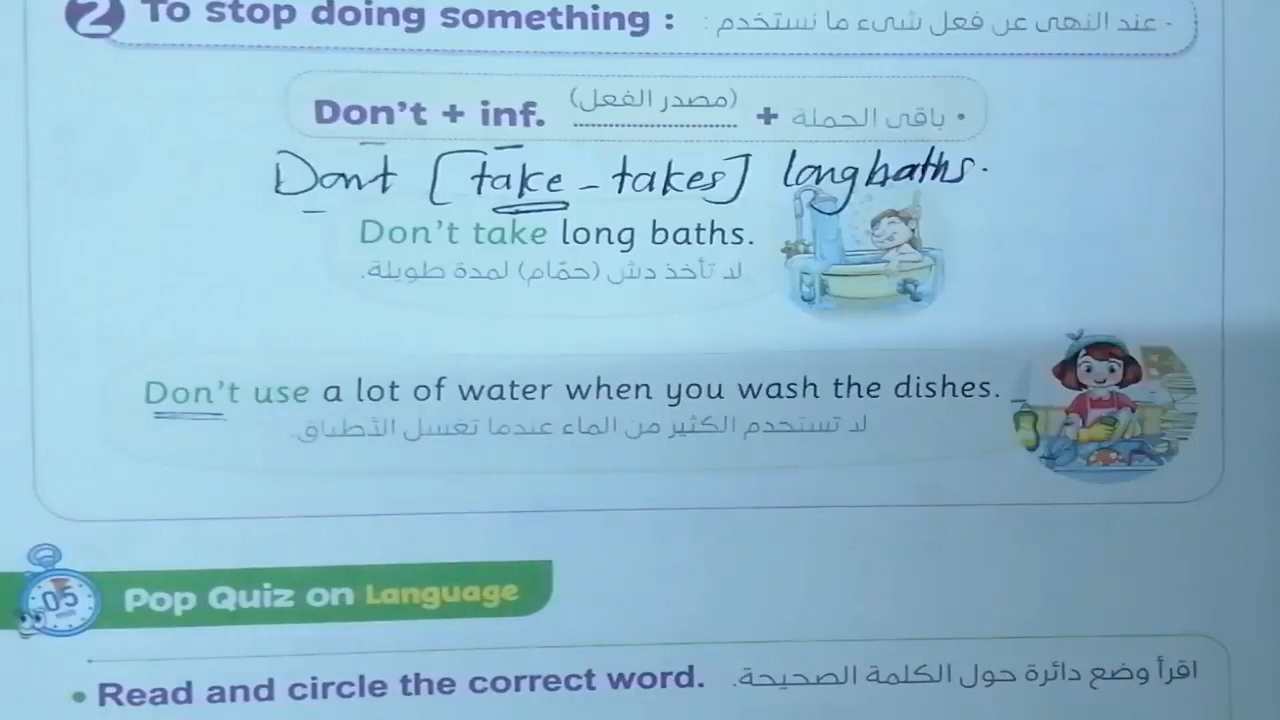 2 To stop doing something : - عند النهى عن فعل شىء ما نستخدم :
Don't + inf. (مصدر الفعل) + باقى الجملة •
Dont [take - takes] long baths.
Don't take long baths.
لا تأخذ دش (حمّام) لمدة طويلة.
Don't use a lot of water when you wash the dishes.
لا تستخدم الكثير من الماء عندما تغسل الأطباق.
05 Pop Quiz on Language
• Read and circle the correct word. اقرأ وضع دائرة حول الكلمة الصحيحة.